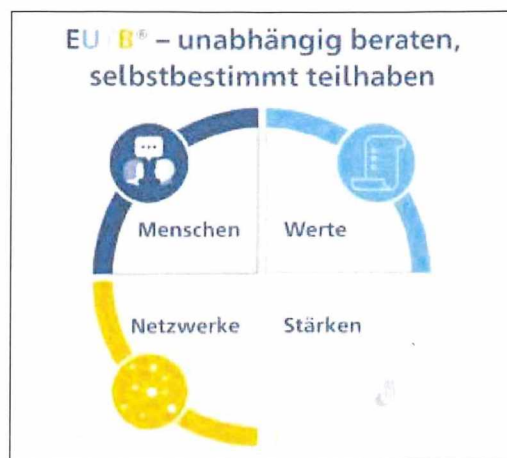 EU B® – unabhängig beraten,
selbstbestimmt teilhaben
Menschen
Werte
Netzwerke
Stärken